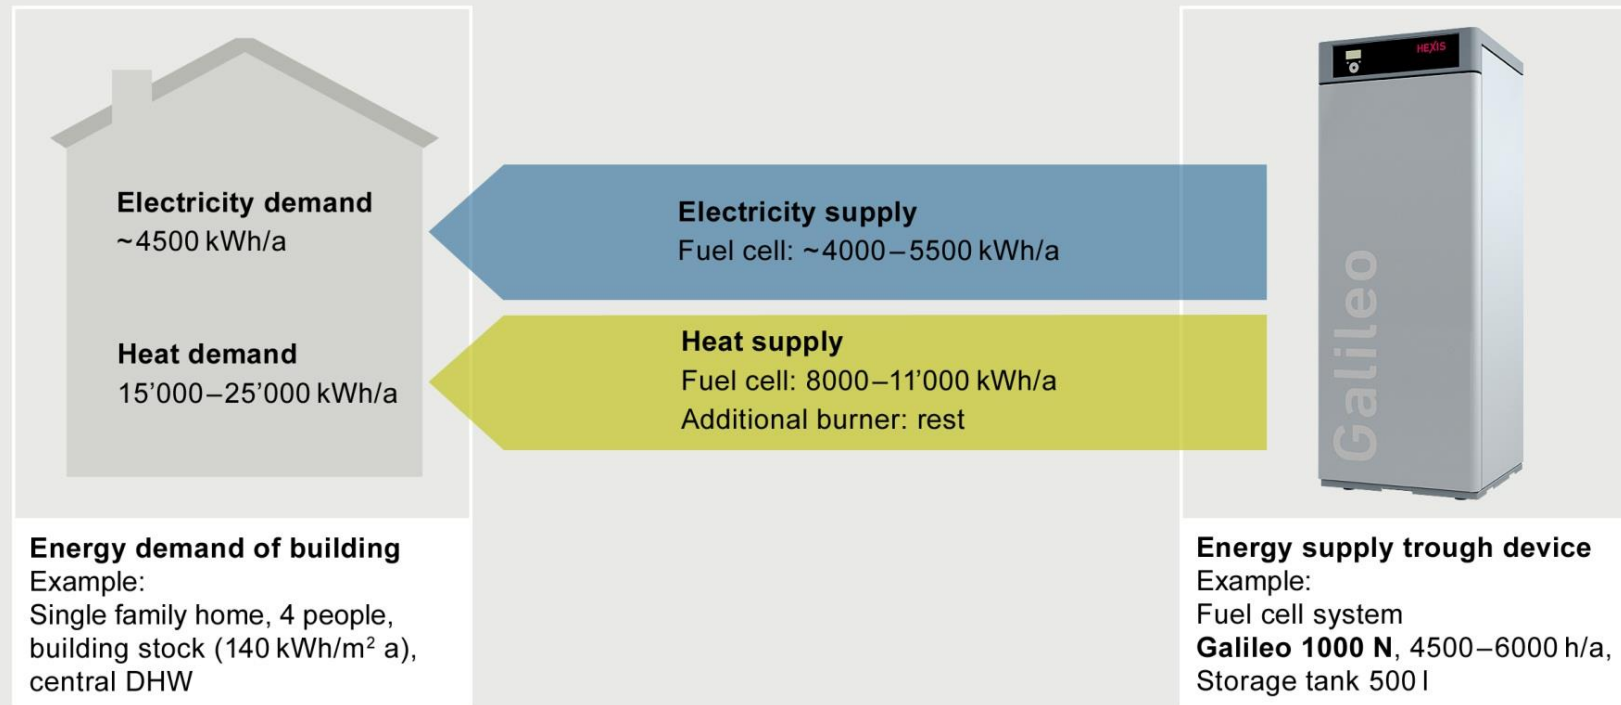 Electricity demand
~4500 kWh/a
Heat demand
15’000–25’000 kWh/a
Electricity supply
Fuel cell: ~4000–5500 kWh/a
Heat supply
Fuel cell: 8000–11’000 kWh/a
Additional burner: rest
HEXIS
Galileo
Energy demand of building
Example:
Single family home, 4 people,
building stock (140 kWh/m² a),
central DHW
Energy supply trough device
Example:
Fuel cell system
Galileo 1000 N, 4500–6000 h/a,
Storage tank 500 l